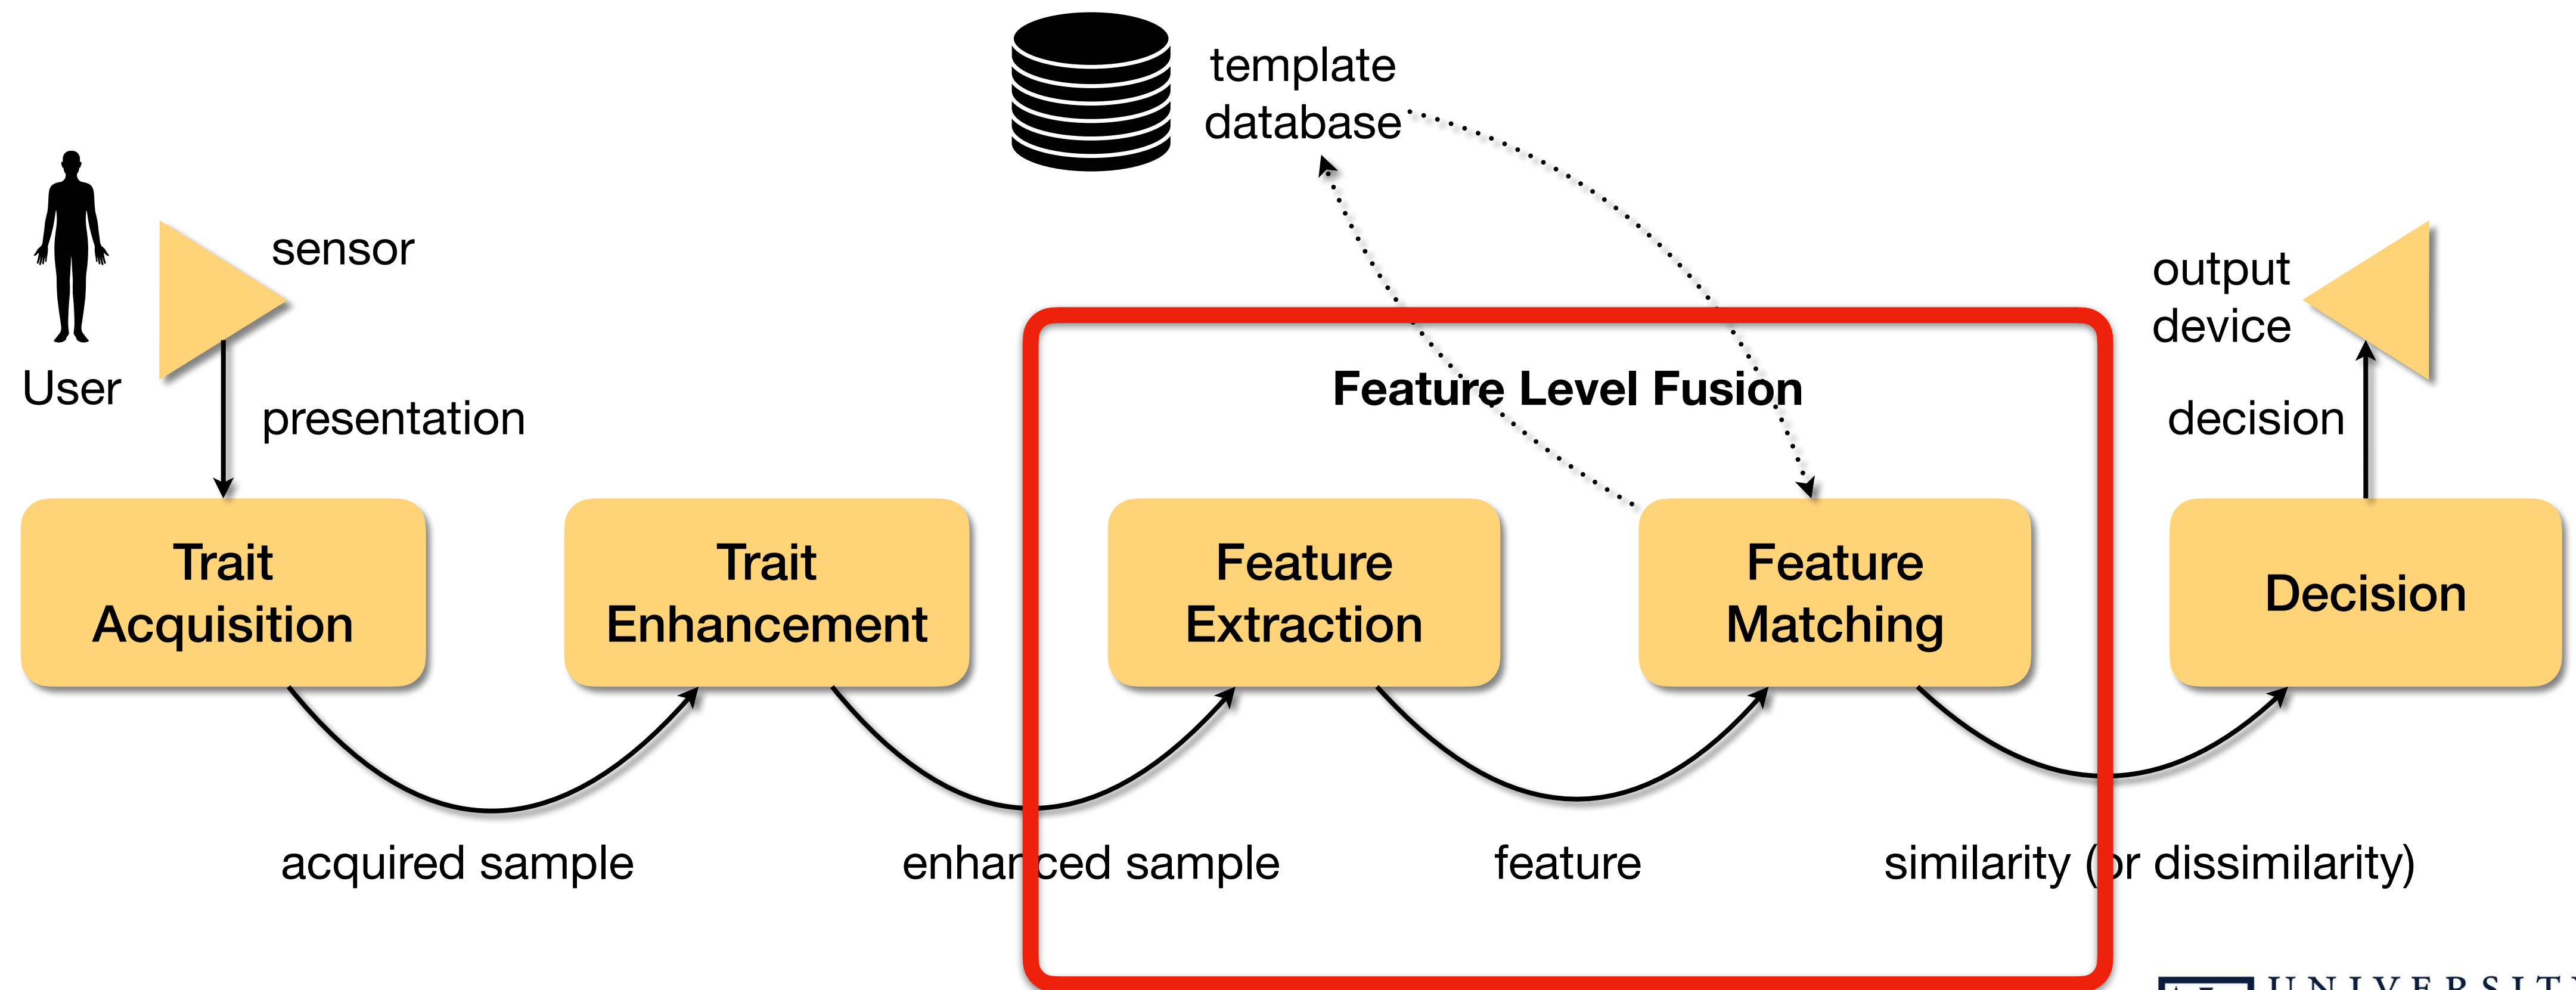 template
database
sensor
User
presentation
output
device
decision
Feature Level Fusion
Trait
Acquisition
Trait
Enhancement
Feature
Extraction
Feature
Matching
Decision
acquired sample
enhanced sample
feature
similarity (or dissimilarity)